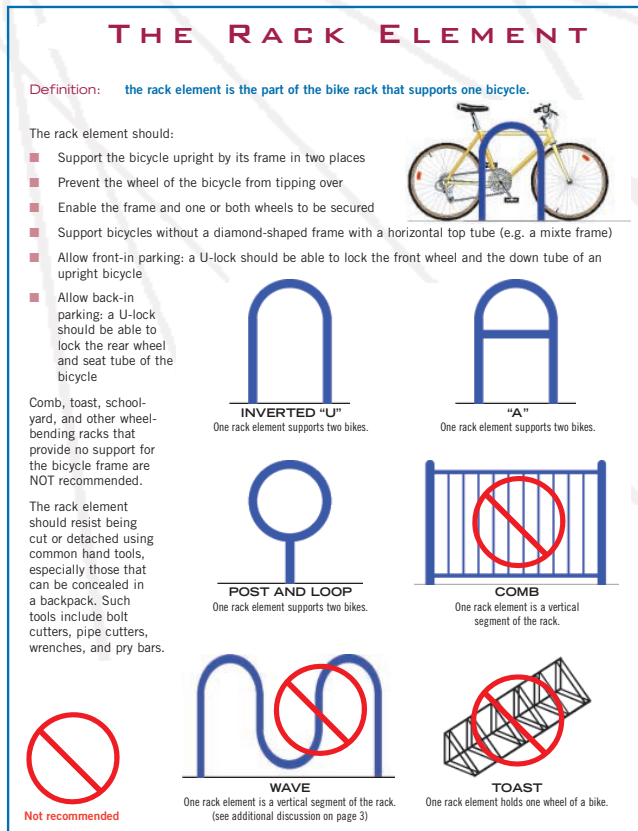 THE RACK ELEMENT
Definition: the rack element is the part of the bike rack that supports one bicycle.
The rack element should:
Support the bicycle upright by its frame in two places
Prevent the wheel of the bicycle from tipping over
Enable the frame and one or both wheels to be secured
Support bicycles without a diamond-shaped frame with a horizontal top tube (e.g. a mixte frame)
Allow front-in parking: a U-lock should be able to lock the front wheel and the down tube of an
upright bicycle
Allow back-in
parking: a U-lock
should be able to
lock the rear wheel
and seat tube of the
bicycle
Comb, toast, school-
yard, and other wheel-
bending racks that
provide no support for
the bicycle frame are
NOT recommended.
The rack element
should resist being
cut or detached using
common hand tools,
especially those that
can be concealed in
a backpack. Such
tools include bolt
cutters, pipe cutters,
wrenches, and pry bars.
Not recommended
INVERTED “U”
One rack element supports two bikes.
“A”
One rack element supports two bikes.
POST AND LOOP
One rack element supports two bikes.
COMB
One rack element is a vertical
segment of the rack.
WAVE
One rack element is a vertical segment of the rack.
(see additional discussion on page 3)
TOAST
One rack element holds one wheel of a bike.